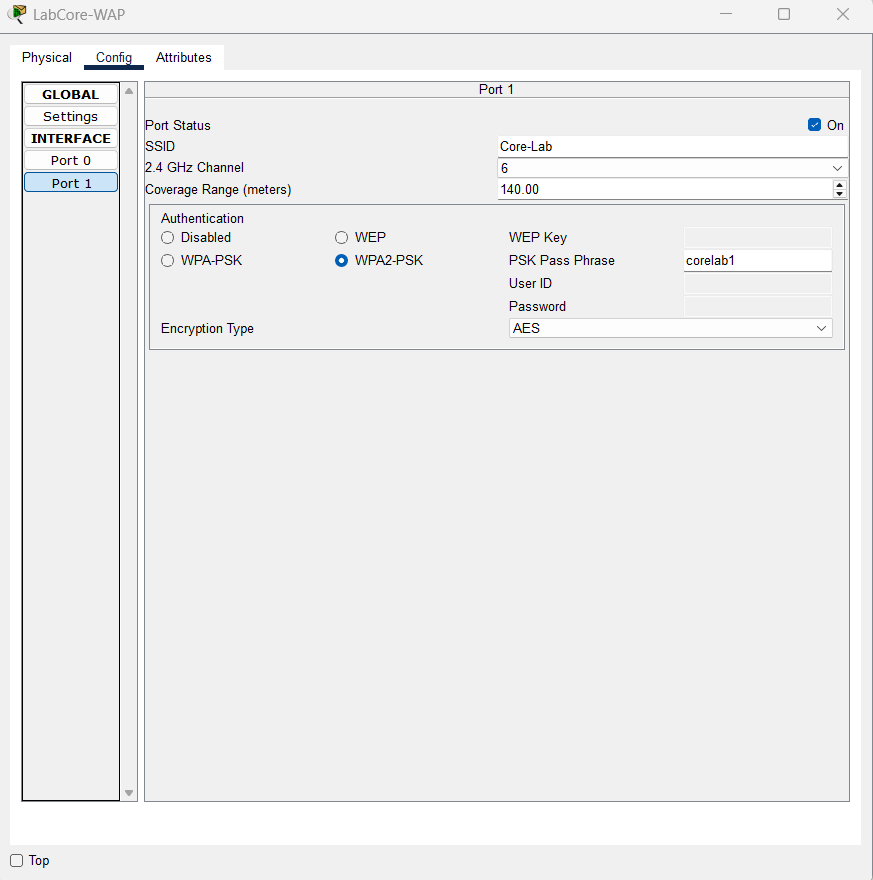 LabCore-WAP
Physical Config Attributes
GLOBAL
Settings
INTERFACE
Port 0
Port 1
Port 1
Port Status On
SSID Core-Lab
2.4 GHz Channel 6
Coverage Range (meters) 140.00
Authentication
Disabled WEP WEP Key
WPA-PSK WPA2-PSK PSK Pass Phrase corelab1
User ID
Password
Encryption Type AES
Top